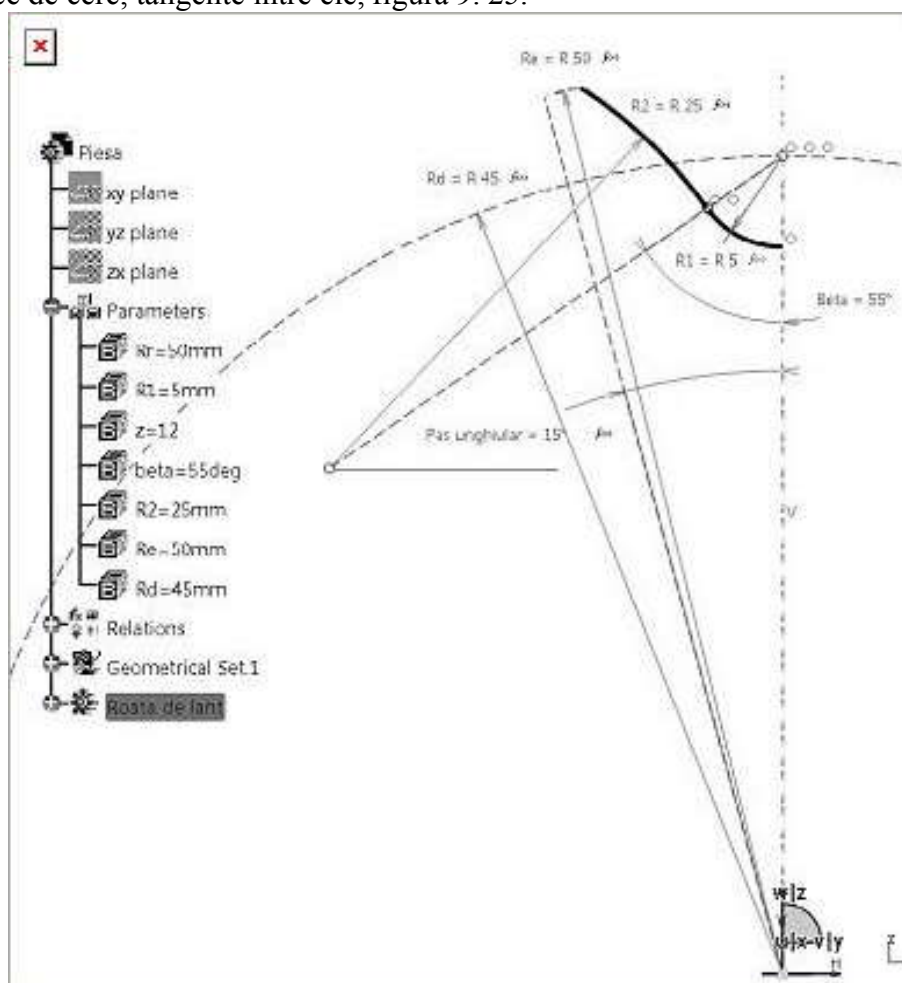 ce de cerc, tangente între ele, figura 9. 25.
Re = R 50 f(x)
R2 = R 25 f(x)
Rd = R 45 f(x)
R1 = R 5 f(x)
Beta = 55°
Pas unghiular = 15° f(x)
Piesa
xy plane
yz plane
zx plane
Parameters
Rr=50mm
R1=5mm
z=12
beta=55deg
R2=25mm
Re=50mm
Rd=45mm
Relations
Geometrical Set.1
Roata de lant
V
w|z
u|x-v|y
H
z